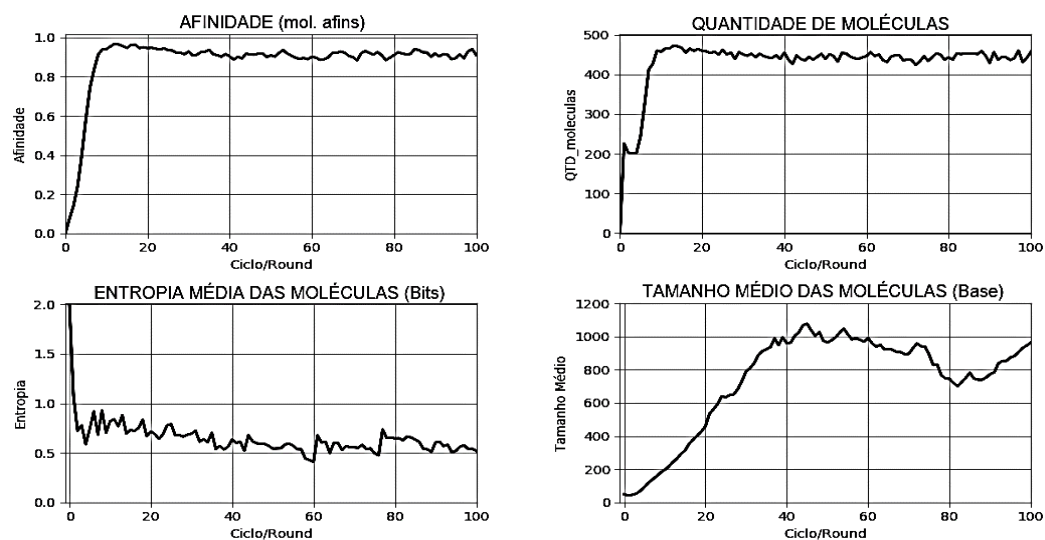 AFINIDADE (mol. afins)
1.0
0.8
0.6
0.4
0.2
0.0
Afinidade
0 20 40 60 80 100
Ciclo/Round
QUANTIDADE DE MOLÉCULAS
500
400
300
200
100
0
QTD_moleculas
0 20 40 60 80 100
Ciclo/Round
ENTROPIA MÉDIA DAS MOLÉCULAS (Bits)
2.0
1.5
1.0
0.5
0.0
Entropia
0 20 40 60 80 100
Ciclo/Round
TAMANHO MÉDIO DAS MOLÉCULAS (Base)
1200
1000
800
600
400
200
0
Tamanho Médio
0 20 40 60 80 100
Ciclo/Round